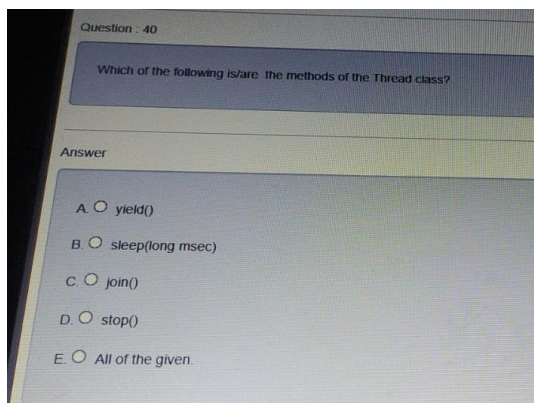 Question : 40
Which of the following is/are the methods of the Thread class?
Answer
A. yield()
B. sleep(long msec)
C. join()
D. stop()
E. All of the given.